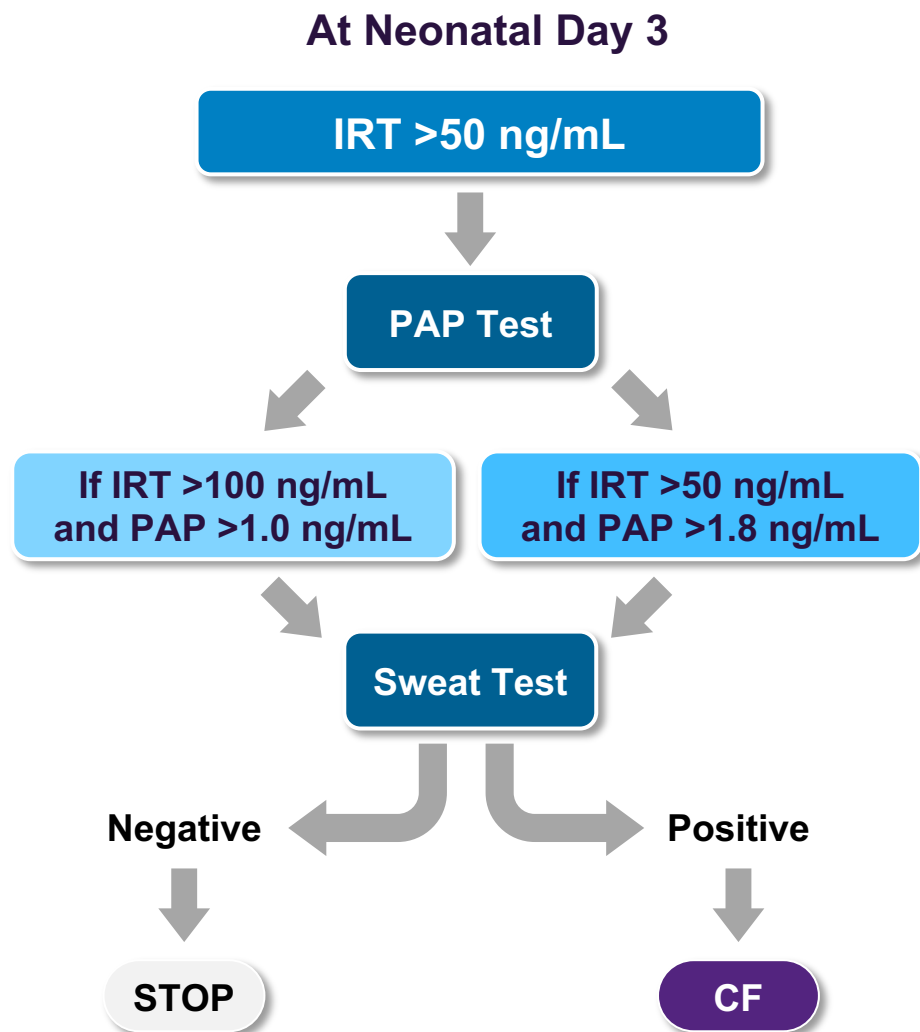 At Neonatal Day 3
IRT >50 ng/mL
PAP Test
If IRT >100 ng/mL
and PAP >1.0 ng/mL
If IRT >50 ng/mL
and PAP >1.8 ng/mL
Sweat Test
Negative
Positive
STOP
CF